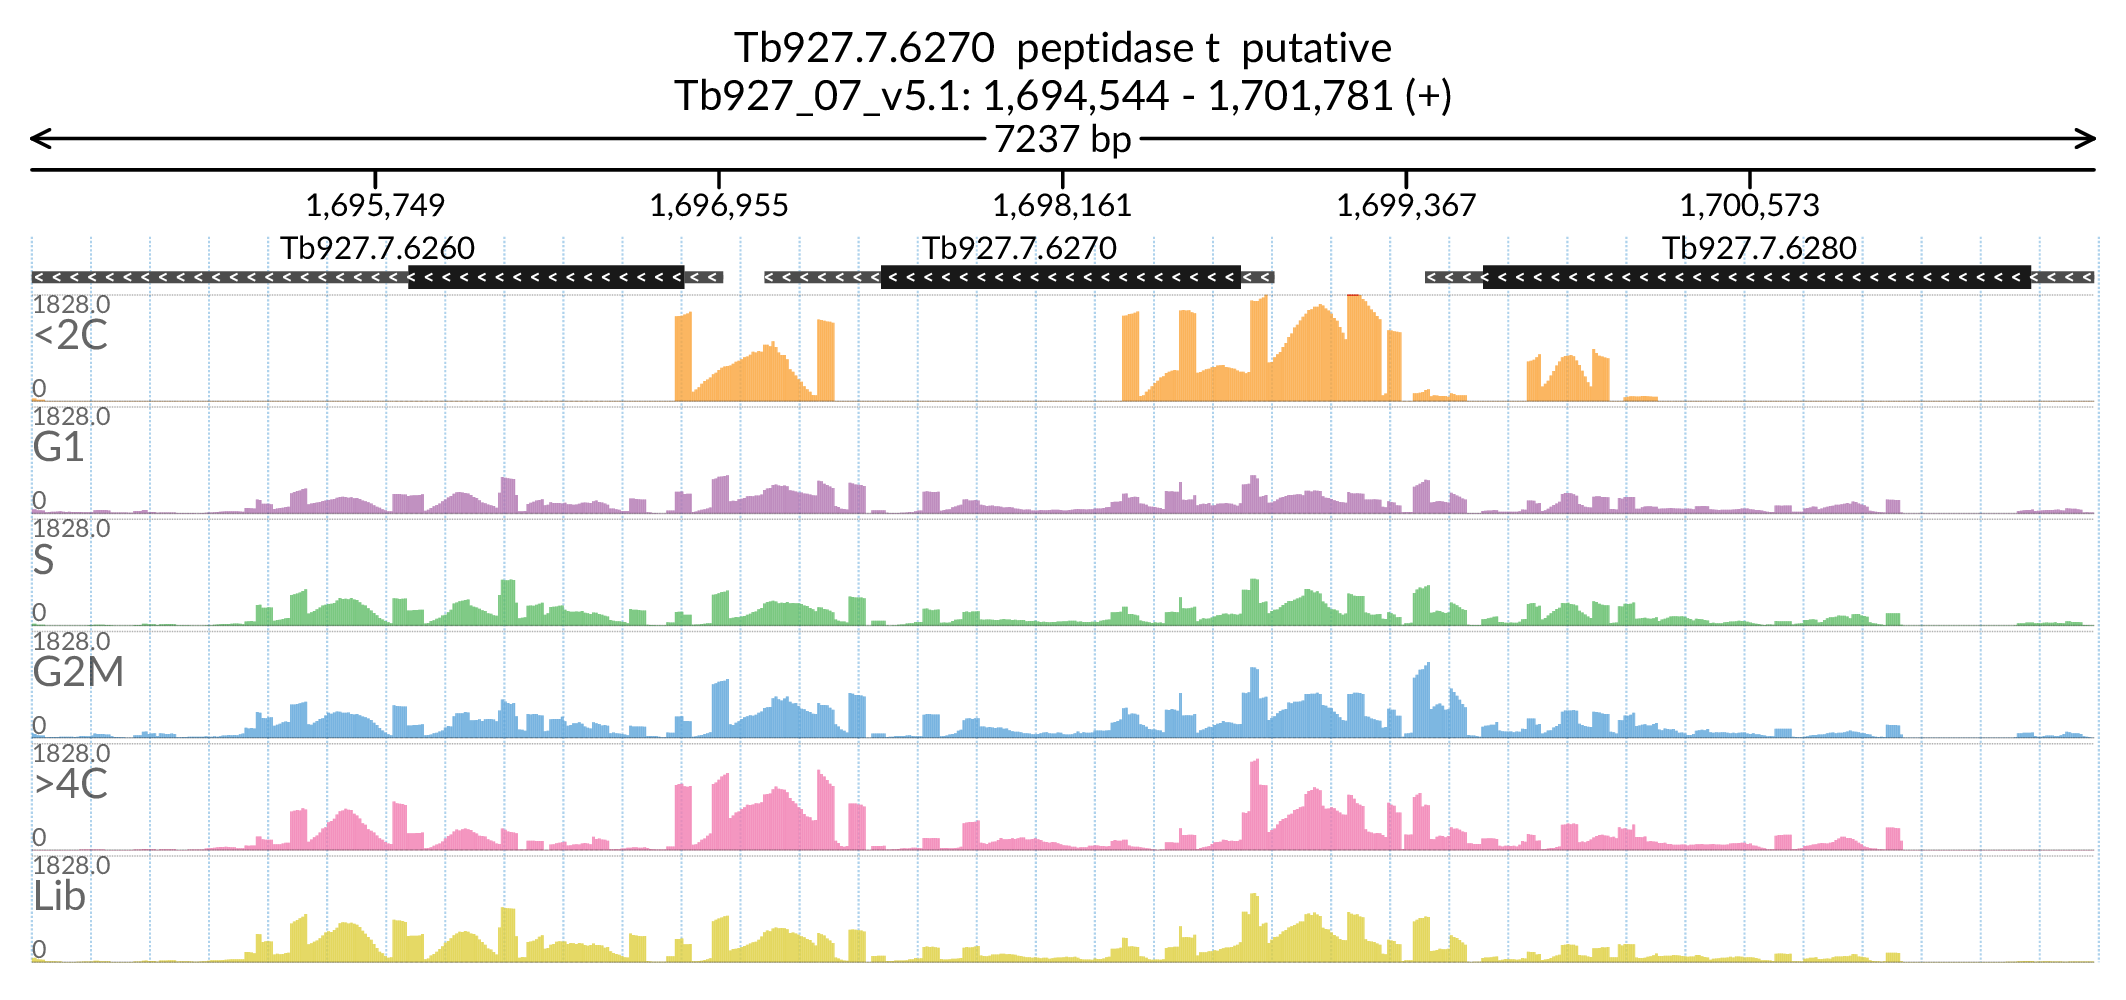 Tb927.7.6270  peptidase t  putative
Tb927_07_v5.1: 1,694,544 - 1,701,781 (+)
7237 bp
1,695,749 1,696,955 1,698,161 1,699,367 1,700,573
Tb927.7.6260 Tb927.7.6270 Tb927.7.6280
1828.0
<2C
0
1828.0
G1
0
1828.0
S
0
1828.0
G2M
0
1828.0
>4C
0
1828.0
Lib
0